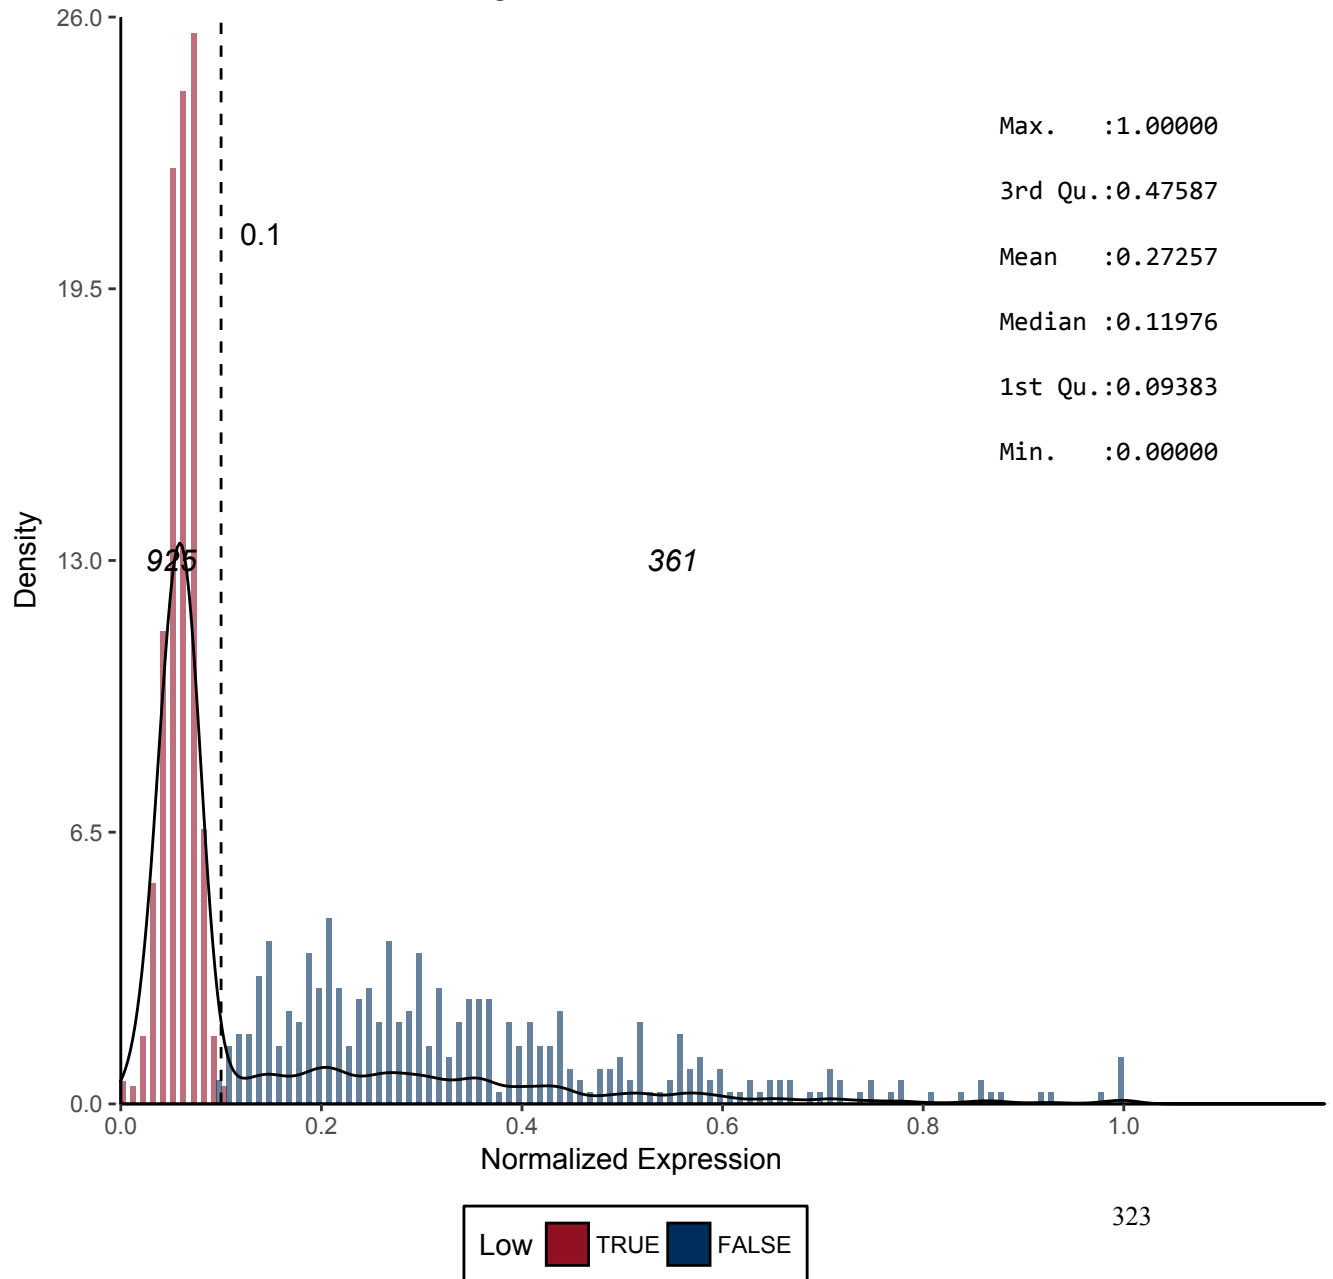 26.0
19.5
13.0
6.5
0.0
Density
0.1
925
361
Max. :1.00000
3rd Qu.:0.47587
Mean :0.27257
Median :0.11976
1st Qu.:0.09383
Min. :0.00000
0.0 0.2 0.4 0.6 0.8 1.0
Normalized Expression
Low TRUE FALSE
323